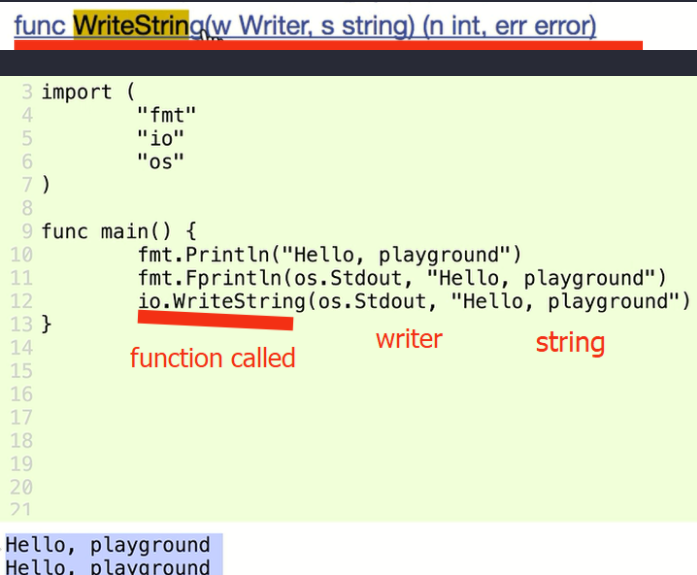 func WriteString(w Writer, s string) (n int, err error)
3 import (
4 "fmt"
5 "io"
6 "os"
7 )
8
9 func main() {
10 fmt.Println("Hello, playground")
11 fmt.Fprintln(os.Stdout, "Hello, playground")
12 io.WriteString(os.Stdout, "Hello, playground")
13 }
14
function called writer string
15
16
17
18
19
20
21
Hello, playground
Hello, playground